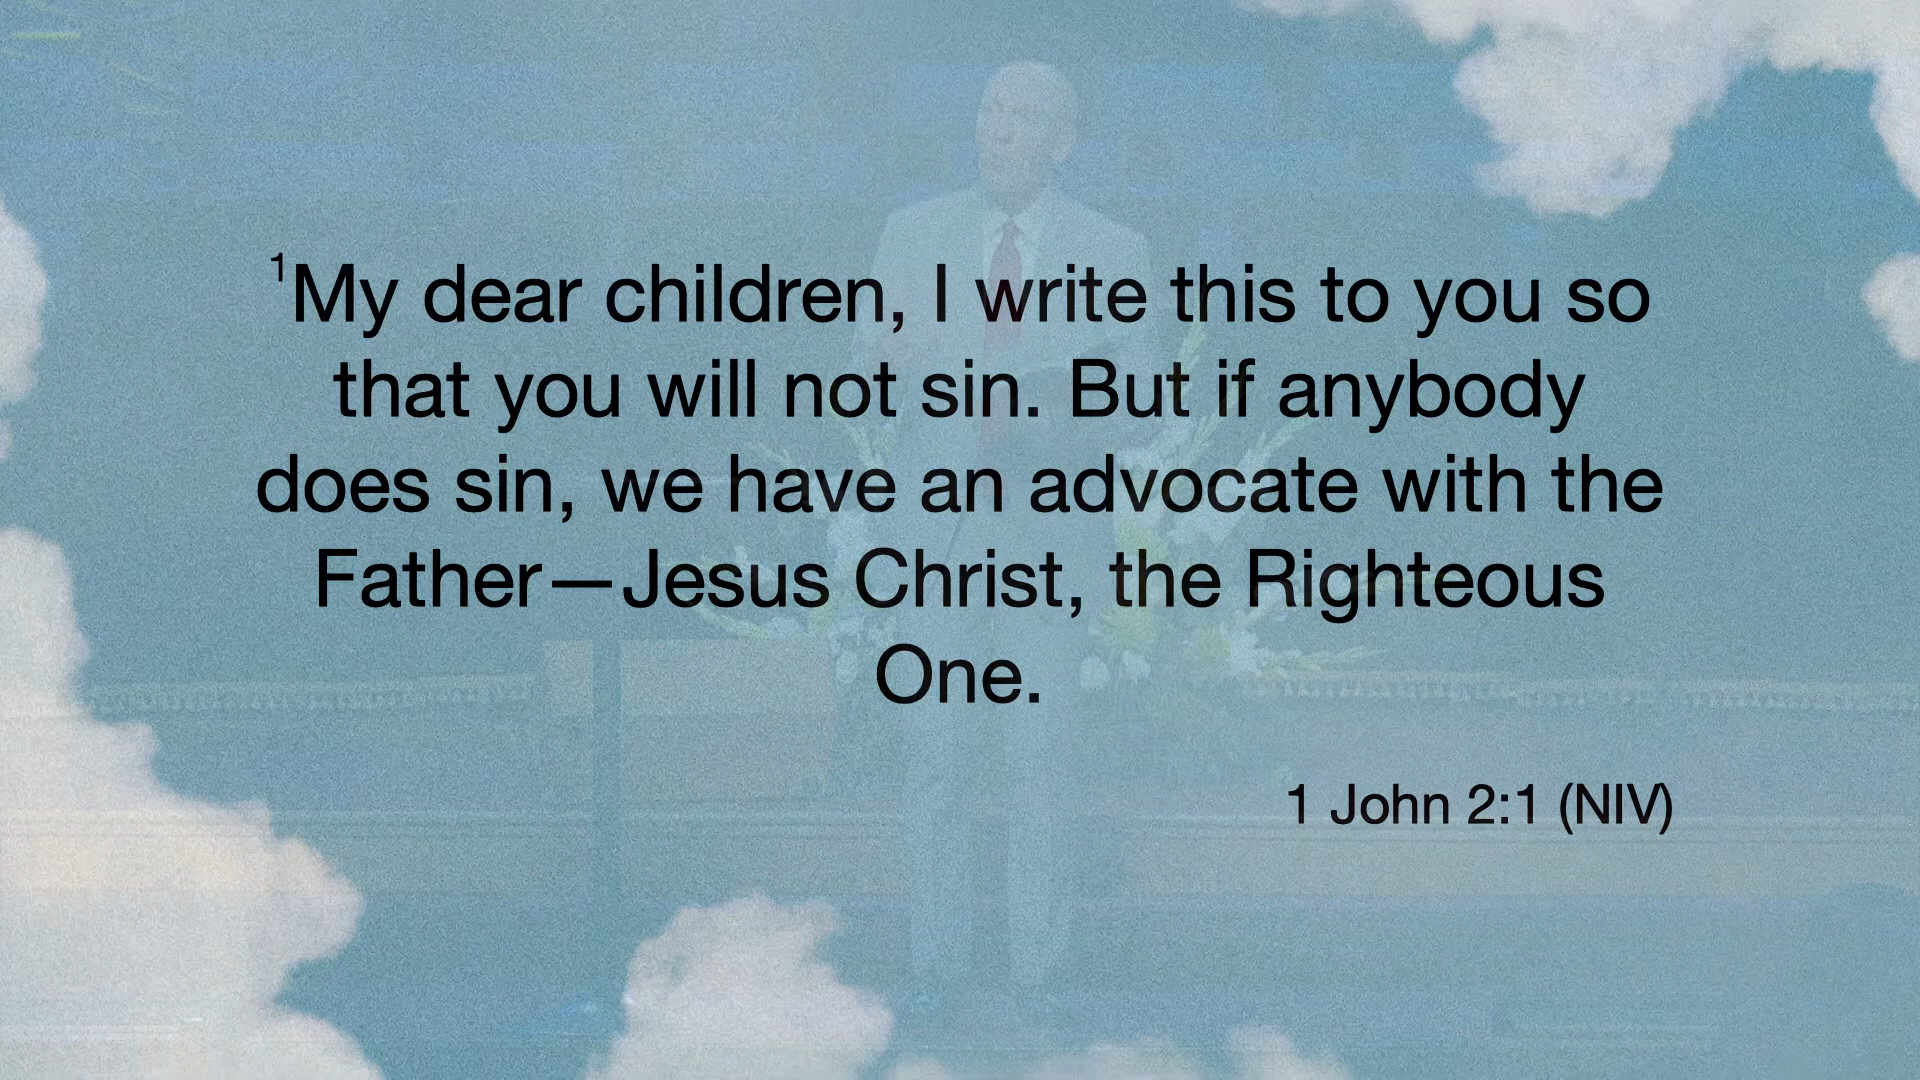 ¹My dear children, I write this to you so
that you will not sin. But if anybody
does sin, we have an advocate with the
Father—Jesus Christ, the Righteous
One.
1 John 2:1 (NIV)